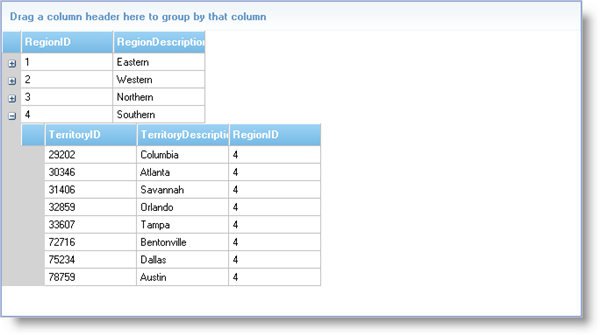 Drag a column header here to group by that column
RegionID RegionDescription
1 Eastern
2 Western
3 Northern
4 Southern
TerritoryID TerritoryDescripti RegionID
29202 Columbia 4
30346 Atlanta 4
31406 Savannah 4
32859 Orlando 4
33607 Tampa 4
72716 Bentonville 4
75234 Dallas 4
78759 Austin 4